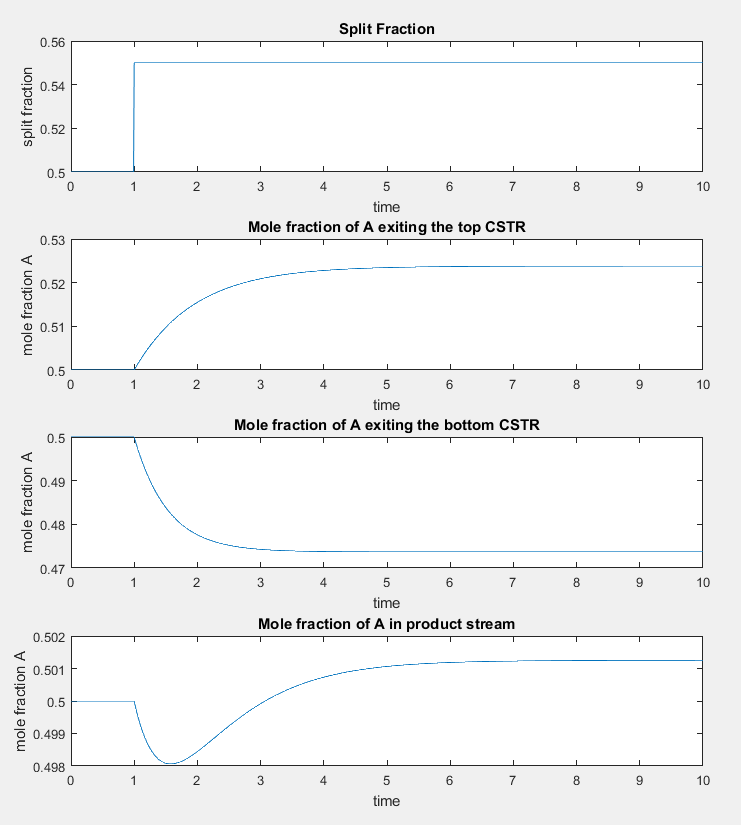 Split Fraction
0.56
0.54
0.52
0.5
split fraction
0 1 2 3 4 5 6 7 8 9 10
time
Mole fraction of A exiting the top CSTR
0.53
0.52
0.51
0.5
mole fraction A
0 1 2 3 4 5 6 7 8 9 10
time
Mole fraction of A exiting the bottom CSTR
0.5
0.49
0.48
0.47
mole fraction A
0 1 2 3 4 5 6 7 8 9 10
time
Mole fraction of A in product stream
0.502
0.501
0.5
0.499
0.498
mole fraction A
0 1 2 3 4 5 6 7 8 9 10
time